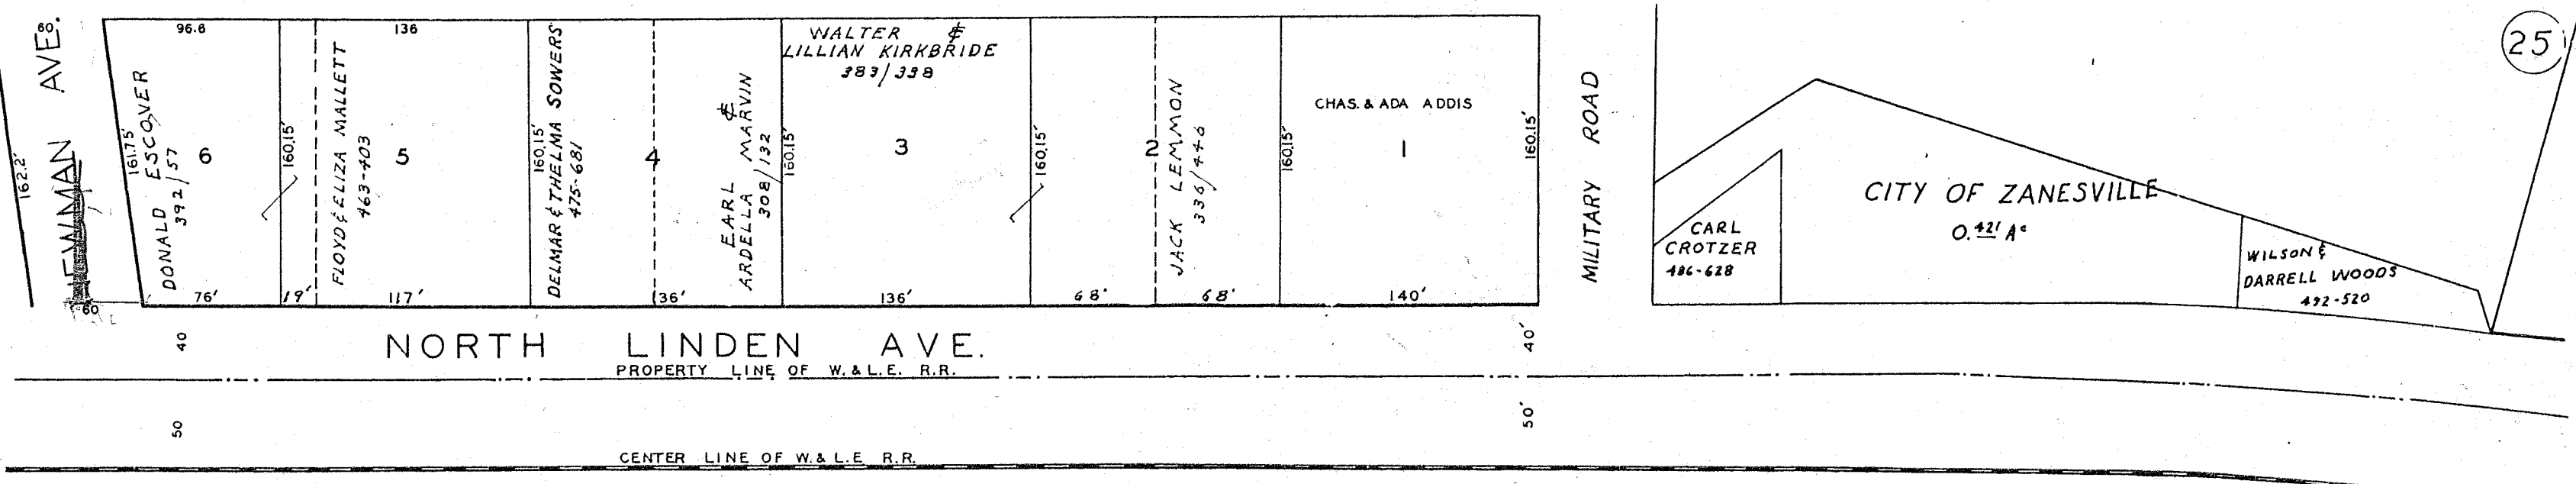 60.
NEWMAN AVE.
162.2'
161.75'
60
96.6
DONALD ESCOVER
392/57
6
76'
160.15'
19'
136
FLOYD & ELIZA MALLETT
463-403
5
117'
160.15'
DELMAR & THELMA SOWERS
475-681
4
136'
EARL &
ARDELLA MARVIN
308/132
160.15'
WALTER &
LILLIAN KIRKBRIDE
383/338
3
136'
160.15'
2
JACK LEMMON
336/446
68'
68'
160.15'
CHAS. & ADA ADDIS
1
140'
160.15'
MILITARY ROAD
CARL
CROTZER
486-628
CITY OF ZANESVILLE
0.421 Ac
WILSON &
DARRELL WOODS
492-520
25
40
NORTH LINDEN AVE.
40'
PROPERTY LINE OF W. & L.E. R.R.
50
50'
CENTER LINE OF W. & L.E R.R.